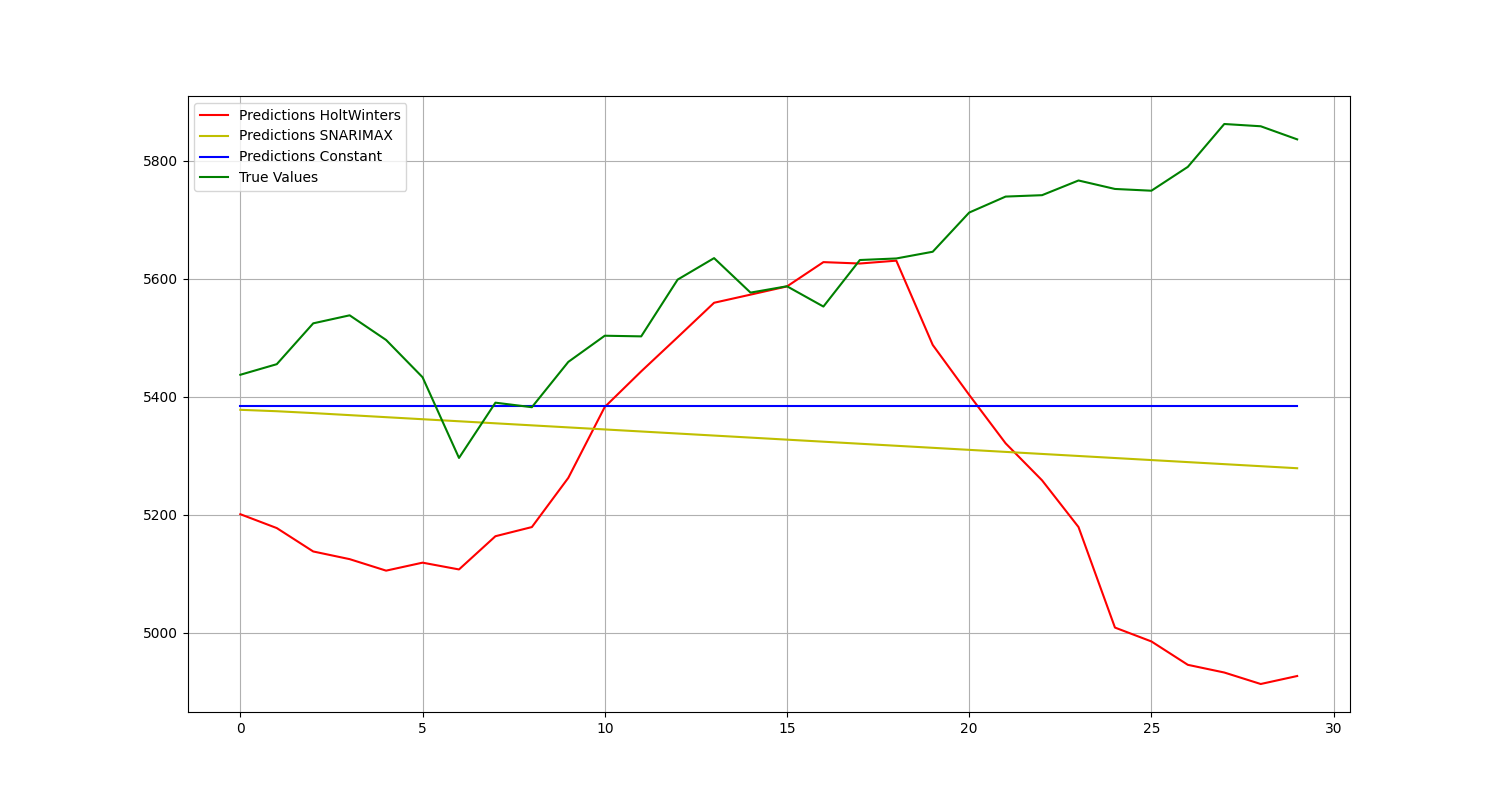 Predictions HoltWinters
Predictions SNARIMAX
Predictions Constant
True Values
5800
5600
5400
5200
5000
0 5 10 15 20 25 30